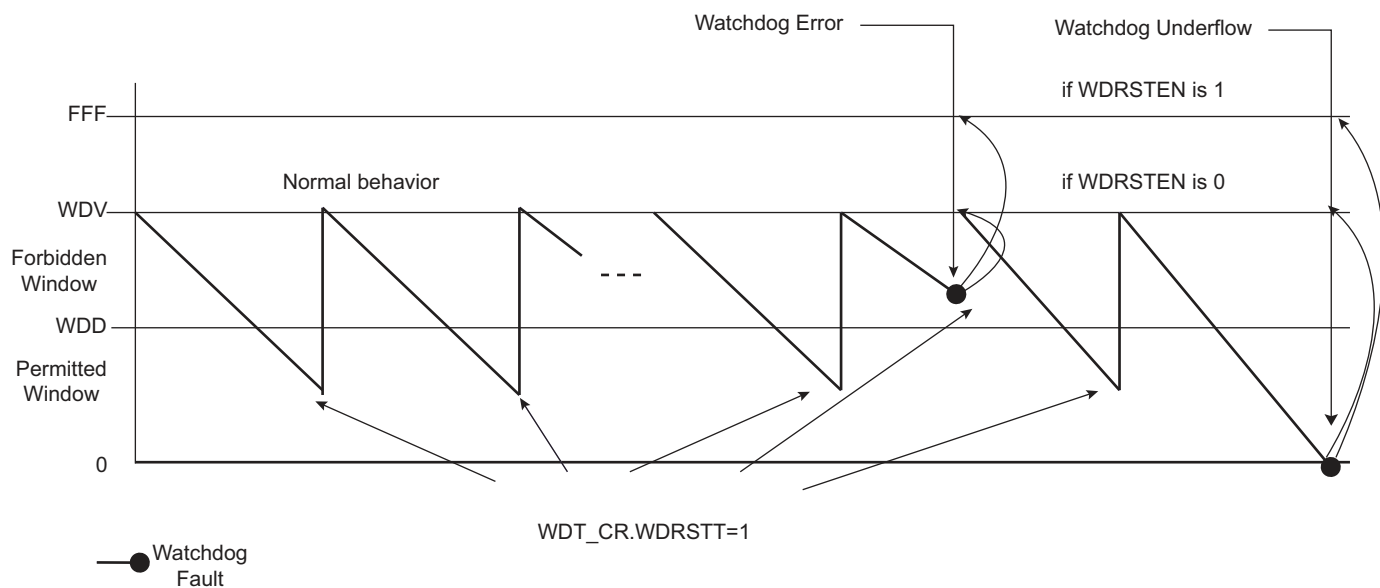 Watchdog Error
Watchdog Underflow
if WDRSTEN is 1
FFF
Normal behavior
if WDRSTEN is 0
WDV
Forbidden
Window
WDD
Permitted
Window
0
WDT_CR.WDRSTT=1
Watchdog
Fault